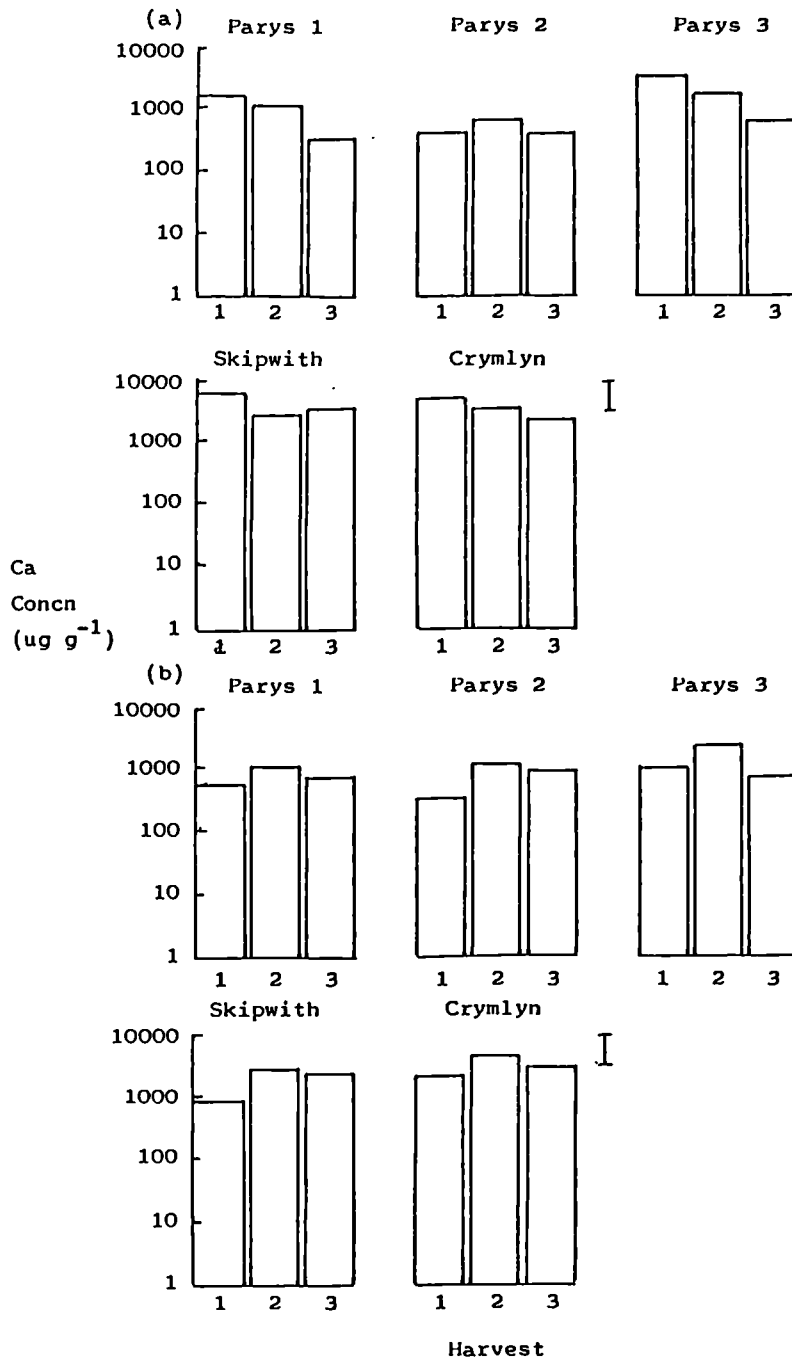 (a) Parys 1 Parys 2 Parys 3
10000
1000
100
10
1
1 2 3 1 2 3 1 2 3
Skipwith Crymlyn
10000
1000
100
10
1
1 2 3 1 2 3
Ca
Concn
(ug g⁻¹)
(b) Parys 1 Parys 2 Parys 3
10000
1000
100
10
1
1 2 3 1 2 3 1 2 3
Skipwith Crymlyn
10000
1000
100
10
1
1 2 3 1 2 3
Harvest